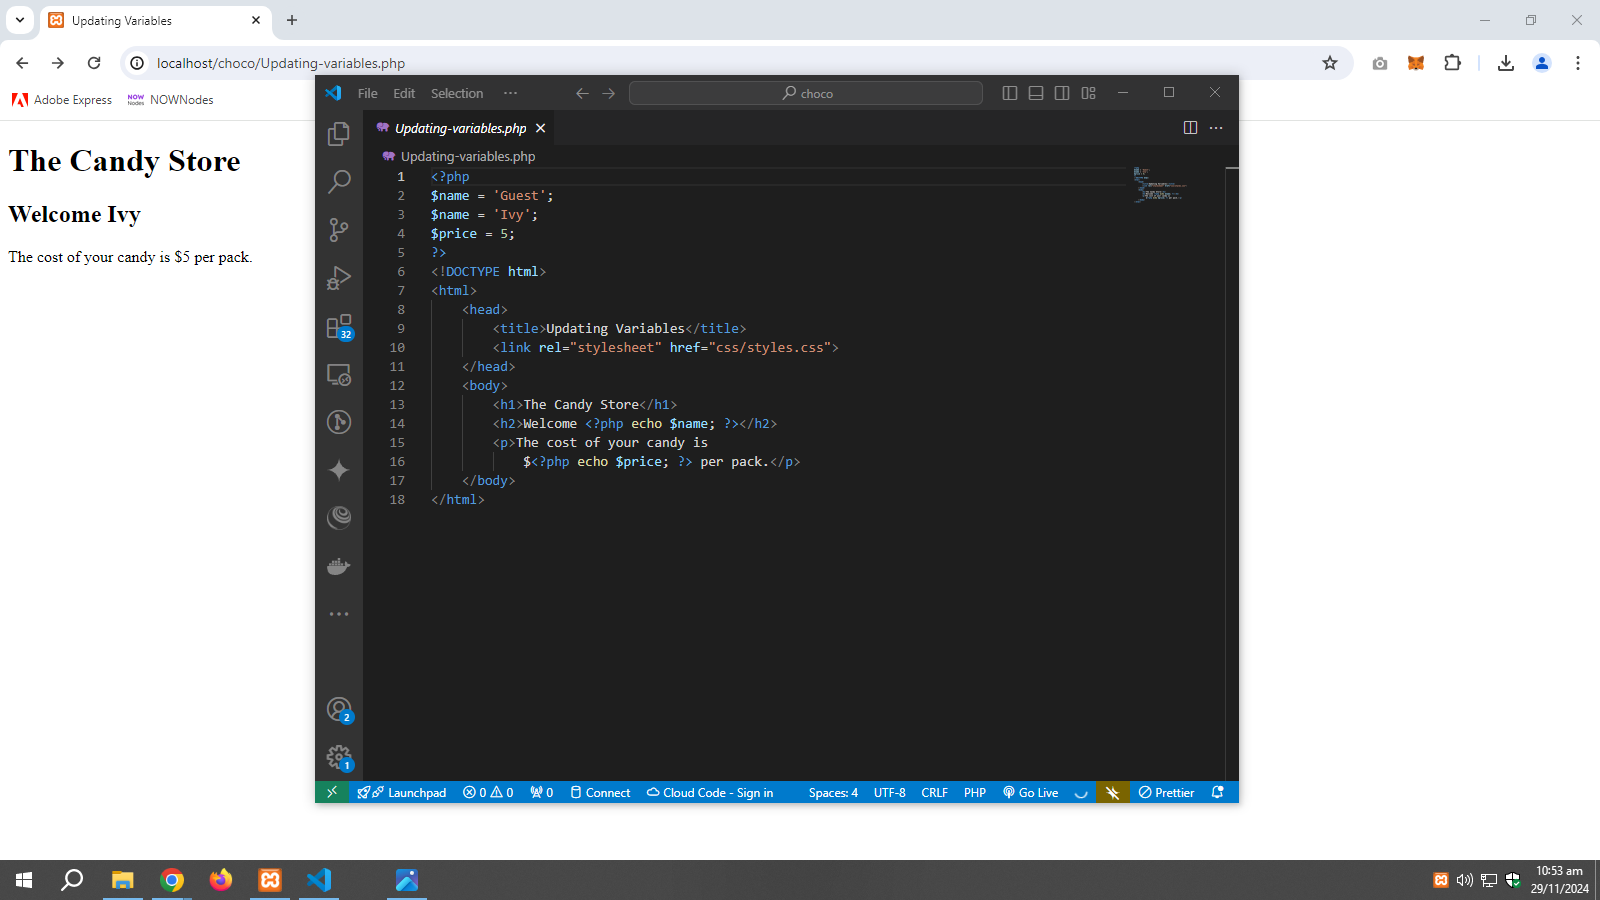 Updating Variables
localhost/choco/Updating-variables.php
Adobe Express
NOW Nodes NOWNodes
The Candy Store
Welcome Ivy
The cost of your candy is $5 per pack.
File Edit Selection ···
choco
Updating-variables.php
Updating-variables.php
1 <?php
2 $name = 'Guest';
3 $name = 'Ivy';
4 $price = 5;
5 ?>
6 <!DOCTYPE html>
7 <html>
8 <head>
9 <title>Updating Variables</title>
10 <link rel="stylesheet" href="css/styles.css">
11 </head>
12 <body>
13 <h1>The Candy Store</h1>
14 <h2>Welcome <?php echo $name; ?></h2>
15 <p>The cost of your candy is
16 $<?php echo $price; ?> per pack.</p>
17 </body>
18 </html>
32
2
1
Launchpad 0 0 0 Connect Cloud Code - Sign in Spaces: 4 UTF-8 CRLF PHP Go Live Prettier
10:53 am
29/11/2024